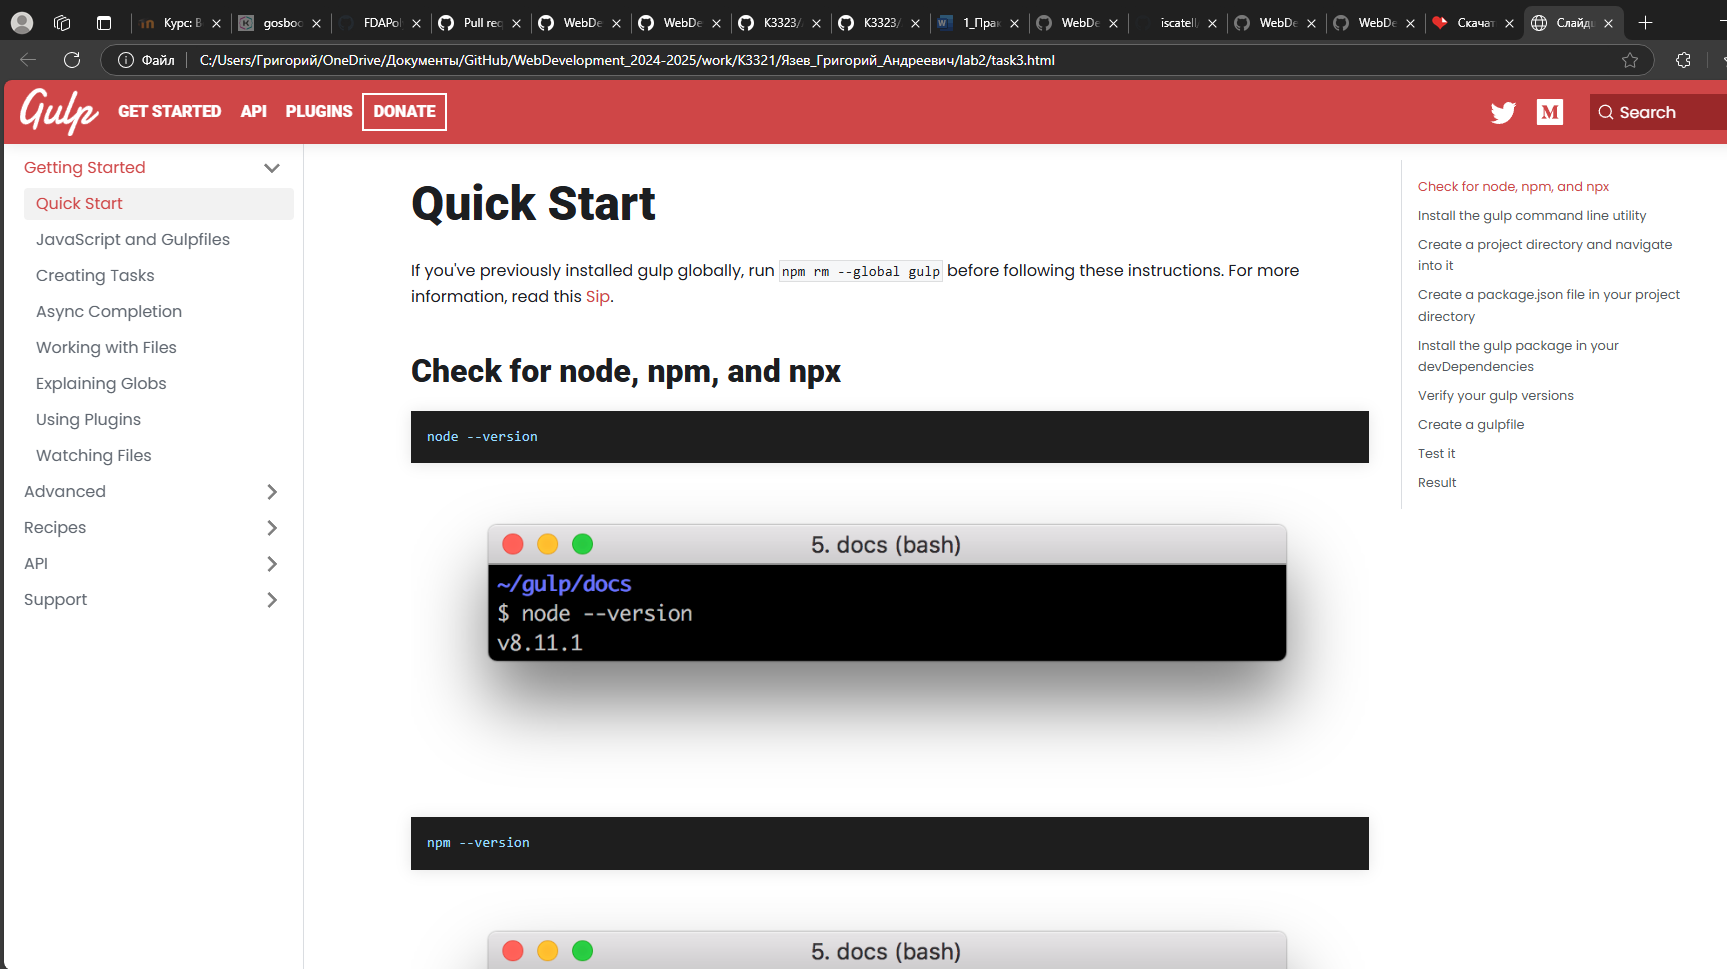 Курс: В
gosboo
FDAPol
Pull req
WebDe
WebDe
K3323/
K3323/
1_Прак
WebDe
iscatell/
WebDe
WebDe
Скачат
Слайд
Файл
C:/Users/Григорий/OneDrive/Документы/GitHub/WebDevelopment_2024-2025/work/K3321/Язев_Григорий_Андреевич/lab2/task3.html
Gulp
GET STARTED
API
PLUGINS
DONATE
M
Search
Getting Started
Quick Start
JavaScript and Gulpfiles
Creating Tasks
Async Completion
Working with Files
Explaining Globs
Using Plugins
Watching Files
Advanced
Recipes
API
Support
Quick Start
If you've previously installed gulp globally, run npm rm --global gulp before following these instructions. For more
information, read this Sip.
Check for node, npm, and npx
node --version
5. docs (bash)
~/gulp/docs
$ node --version
v8.11.1
npm --version
5. docs (bash)
Check for node, npm, and npx
Install the gulp command line utility
Create a project directory and navigate
into it
Create a package.json file in your project
directory
Install the gulp package in your
devDependencies
Verify your gulp versions
Create a gulpfile
Test it
Result